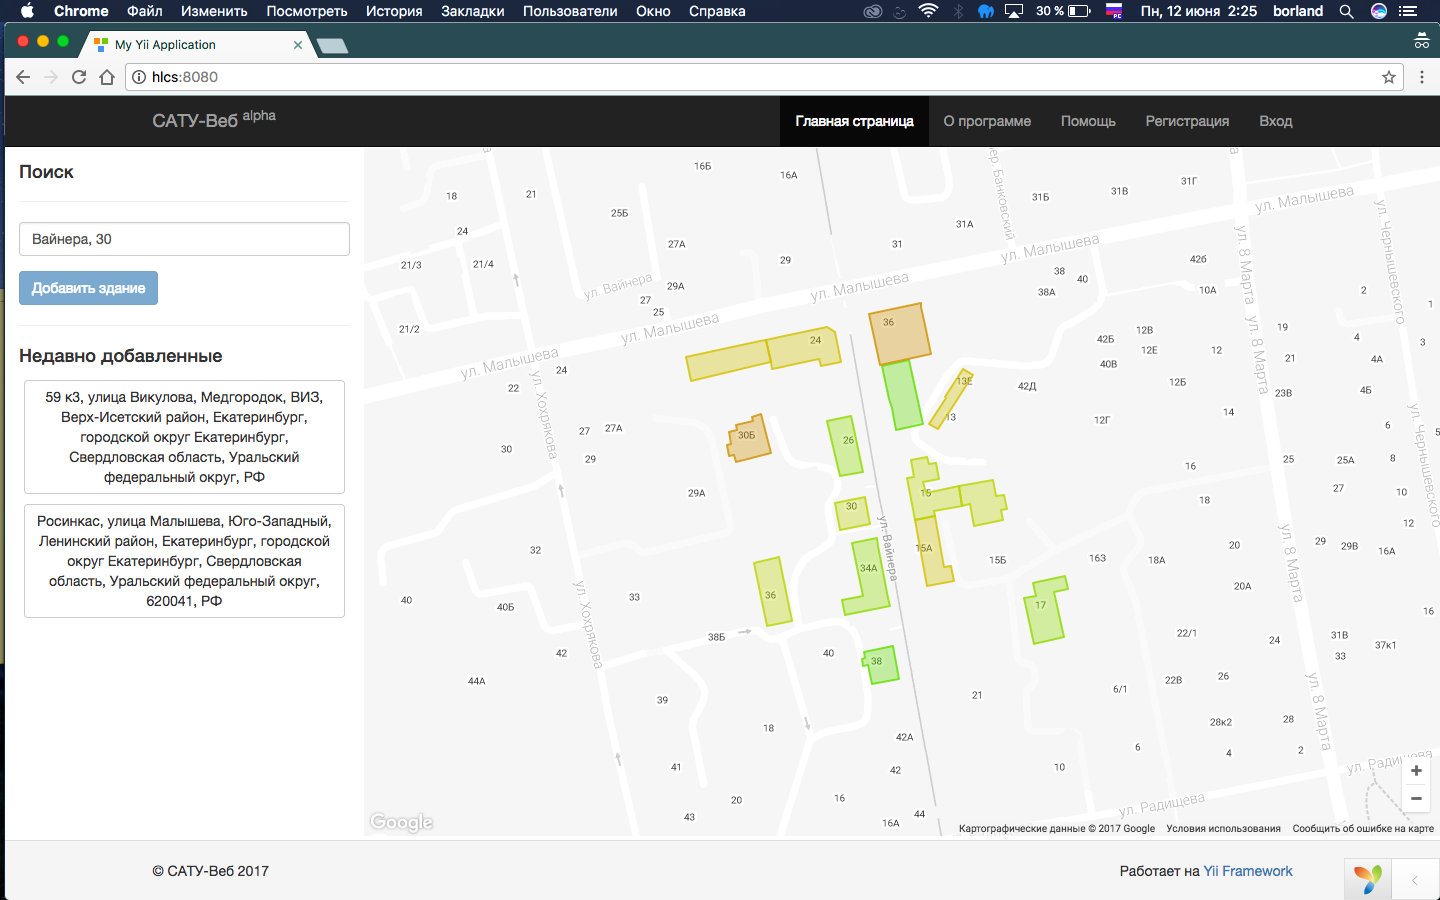 Chrome Файл Изменить Посмотреть История Закладки Пользователи Окно Справка 30 % РС Пн, 12 июня 2:25 borland
My Yii Application
hlcs:8080
САТУ-Веб alpha Главная страница О программе Помощь Регистрация Вход
Поиск
Вайнера, 30
Добавить здание
Недавно добавленные
59 к3, улица Викулова, Медгородок, ВИЗ,
Верх-Исетский район, Екатеринбург,
городской округ Екатеринбург,
Свердловская область, Уральский
федеральный округ, РФ
Росинкас, улица Малышева, Юго-Западный,
Ленинский район, Екатеринбург, городской
округ Екатеринбург, Свердловская
область, Уральский федеральный округ,
620041, РФ
16Б
16А
31Г
31В
31Б
18
21
25Б
31А
24
27А
31
ул. Малышева
ул. Малышева
ул. Малышева
ул. Малышева
ул. Малышева
ул. Вайнера
ул. Вайнера
ул. Хохрякова
ул. Хохрякова
пер. Банковский
ул. 8 Марта
ул. 8 Марта
ул. 8 Марта
ул. 8 Марта
ул. Чернышевского
ул. Чернышевского
ул. Радищева
ул. Радищева
21/3
21/4
29
42б
38
40
29А
38А
10А
2
27
25
1
36
21/2
12В
19
24
42Б
4
3
12Е
12
21
40В
4А
24
22
13Е
42Д
12Б
23В
4Б
13
14
12Г
6
27
27А
30Б
26
5
30
29
16
25
25А
8
29А
15
27
10
30
18
12
15А
20
29
29В
16А
32
15Б
16З
18А
34А
20А
33
36
17
40
40Б
16
38Б
22/1
24
31В
37к1
42
40
38
33
44А
22В
26
39
21
6/1
28к2
28
18
42А
6
4
2
41
42
10
20
16
43
16А
44
Google
Картографические данные © 2017 Google Условия использования Сообщить об ошибке на карте
© САТУ-Веб 2017 Работает на Yii Framework